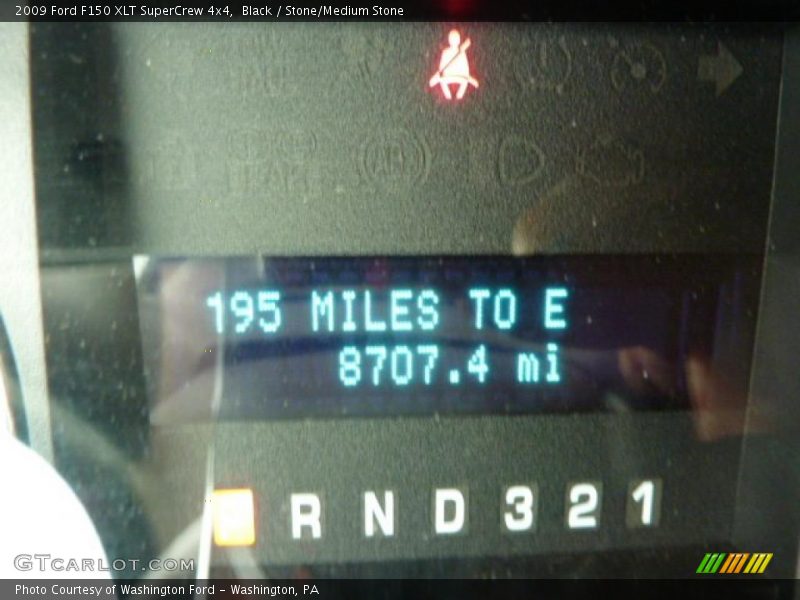 2009 Ford F150 XLT SuperCrew 4x4,  Black / Stone/Medium Stone
195 MILES TO E
8707.4 mi
R N D 3 2 1
GTCARLOT.COM
Photo Courtesy of Washington Ford - Washington, PA